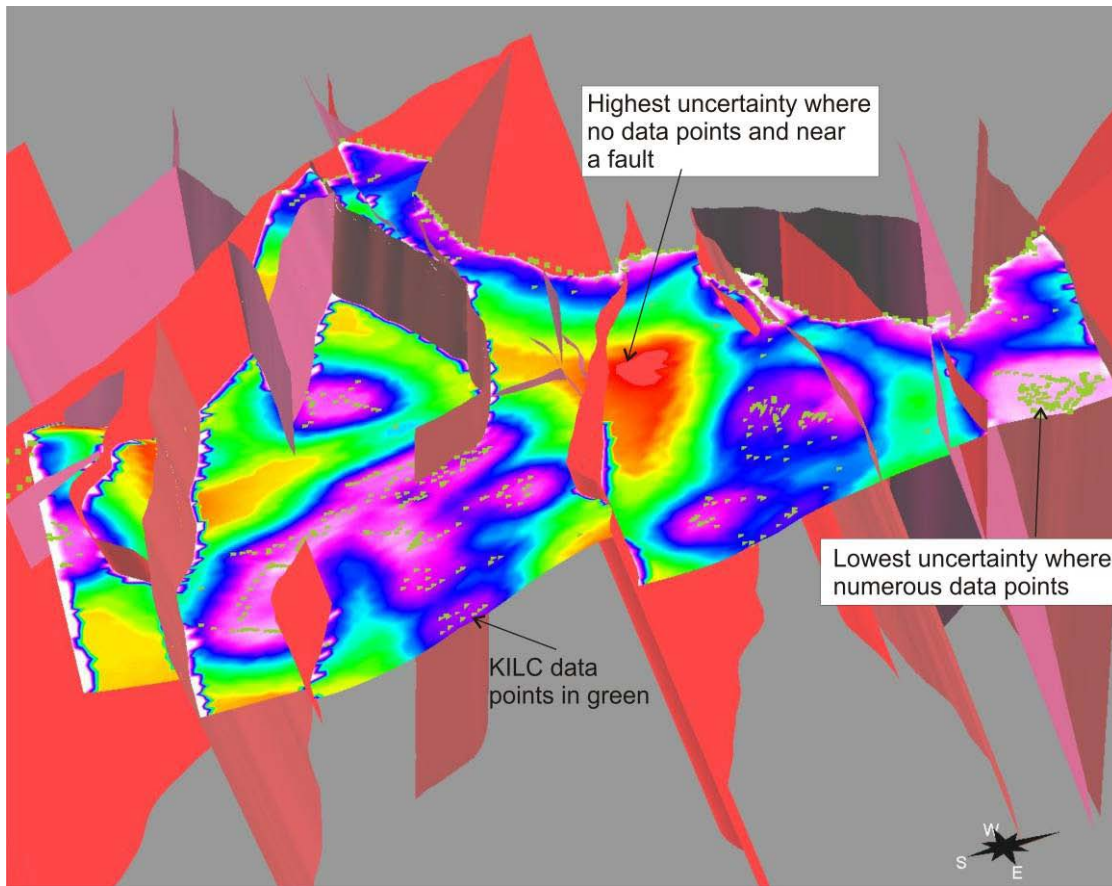 Highest uncertainty where
no data points and near
a fault
Lowest uncertainty where
numerous data points
KILC data
points in green
W
S
E